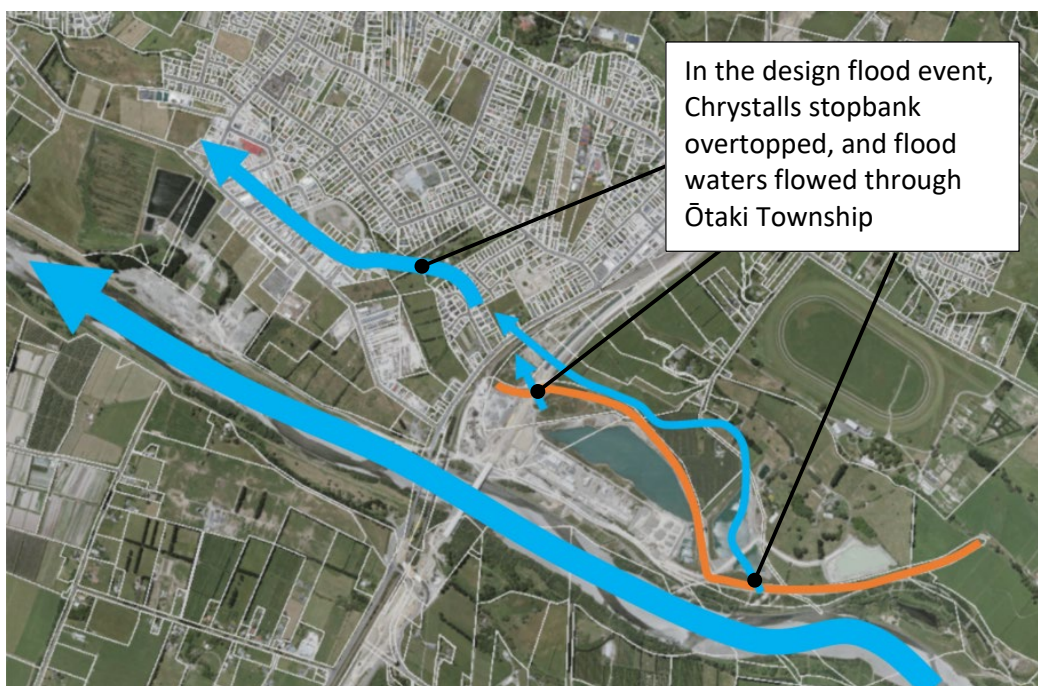 In the design flood event,
Chrystalls stopbank
overtopped, and flood
waters flowed through
Ōtaki Township